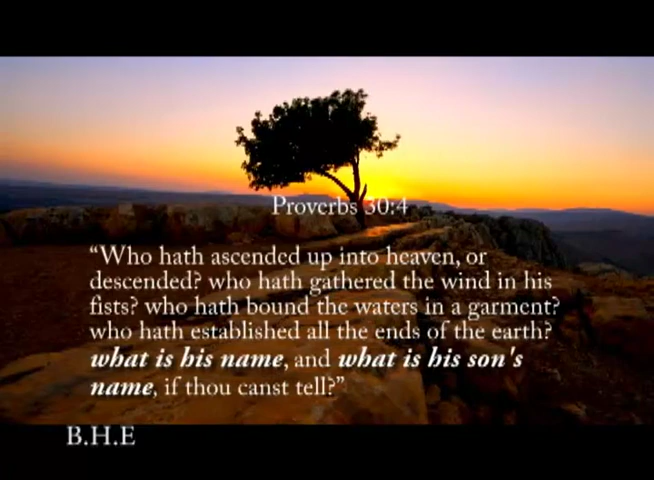 Proverbs 30:4
“Who hath ascended up into heaven, or
descended? who hath gathered the wind in his
fists? who hath bound the waters in a garment?
who hath established all the ends of the earth?
what is his name, and what is his son's
name, if thou canst tell?”
B.H.E